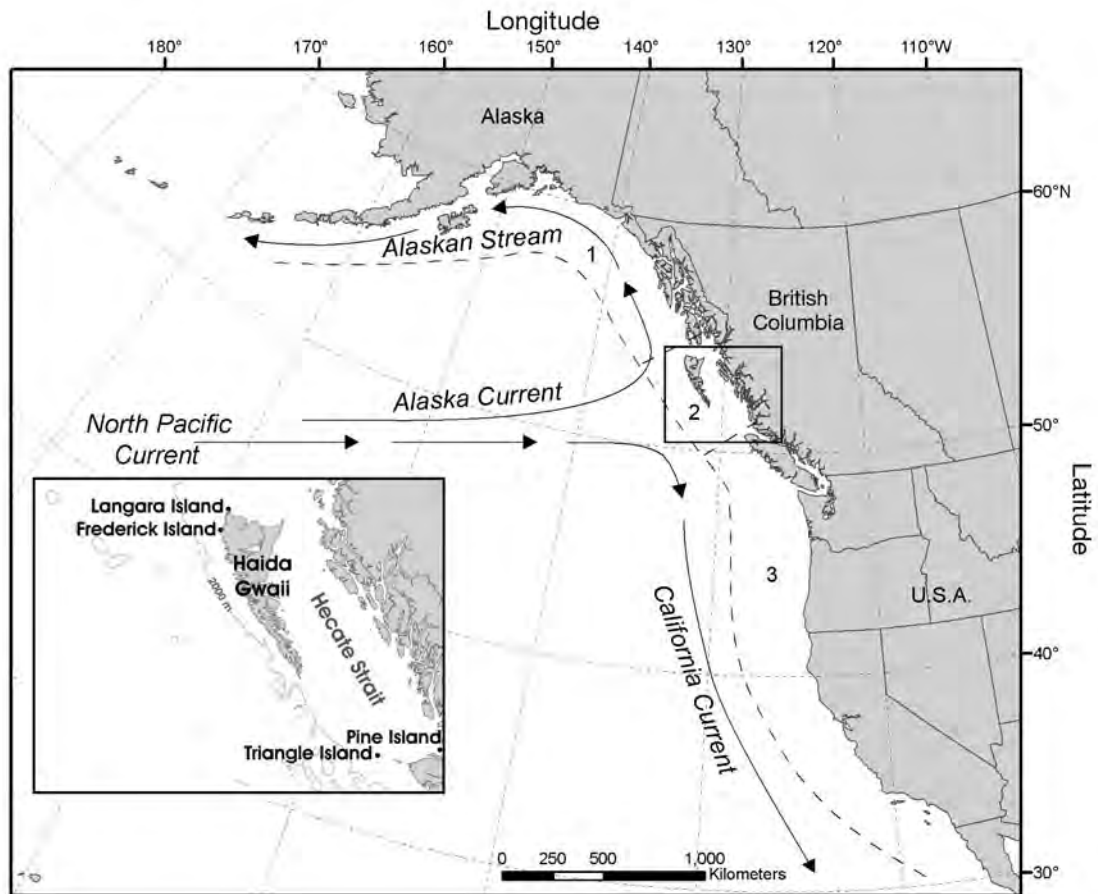 Longitude
180° 170° 160° 150° 140° 130° 120° 110°W
Alaska
60°N
Alaskan Stream
1
British
Columbia
Alaska Current
2
North Pacific
Current
50°
Latitude
Langara Island
Frederick Island
Haida
Gwaii
2000 m
Hecate Strait
Pine Island
Triangle Island
3
U.S.A.
California Current
40°
0 250 500 1,000
Kilometers
30°